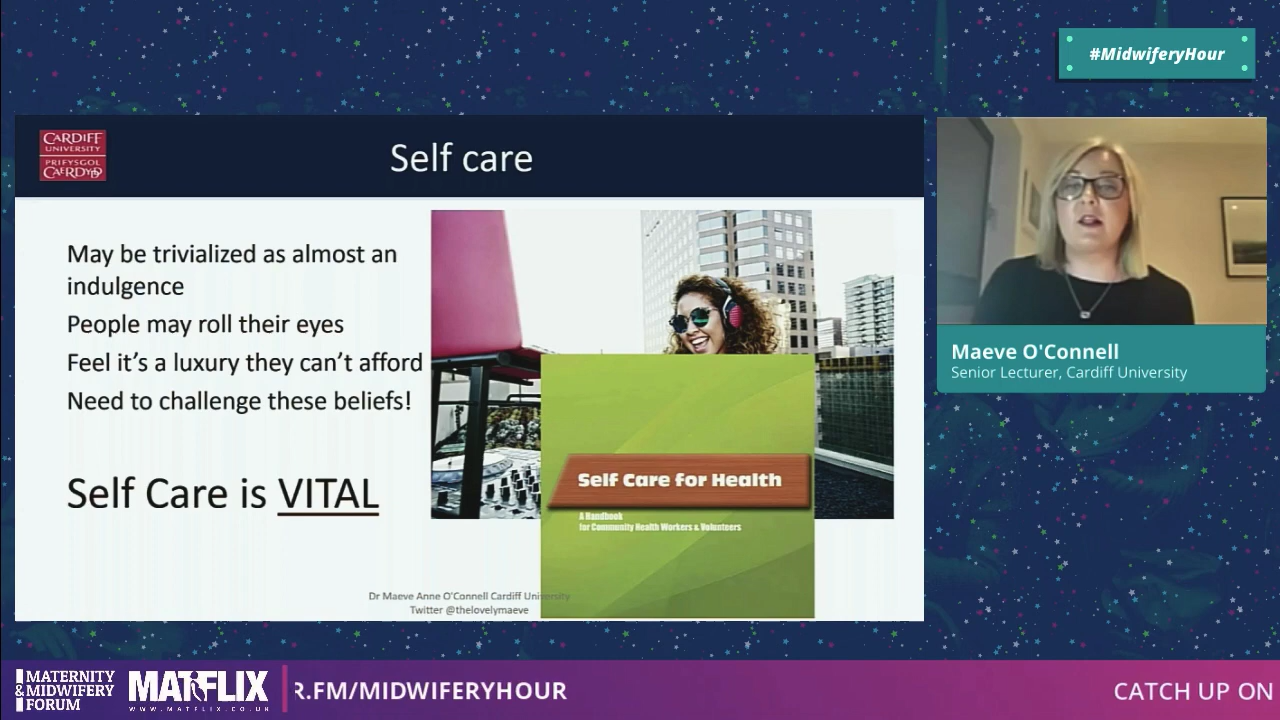 #MidwiferyHour
CARDIFF
UNIVERSITY
PRIFYSGOL
CAERDYDD
Self care
May be trivialized as almost an
indulgence
People may roll their eyes
Feel it's a luxury they can't afford
Need to challenge these beliefs!
Self Care is VITAL
Self Care for Health
A Handbook
for Community Health Workers & Volunteers
Dr Maeve Anne O'Connell Cardiff University
Twitter @thelovelymaeve
Maeve O'Connell
Senior Lecturer, Cardiff University
MATERNITY
&MIDWIFERY
FORUM
MATFLIX
WWW.MATFLIX.CO.UK
R.FM/MIDWIFERYHOUR
CATCH UP ON